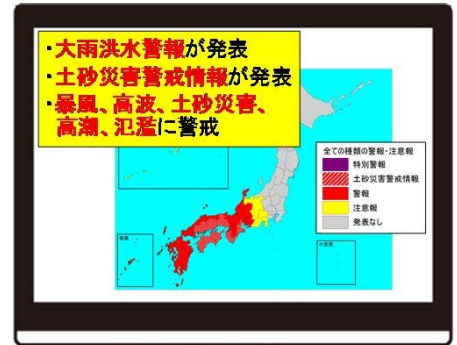 ・大雨洪水警報が発表
・土砂災害警戒情報が発表
・暴風、高波、土砂災害、
高潮、氾濫に警戒
全ての種類の警報・注意報
特別警報
土砂災害警戒情報
警報
注意報
発表なし